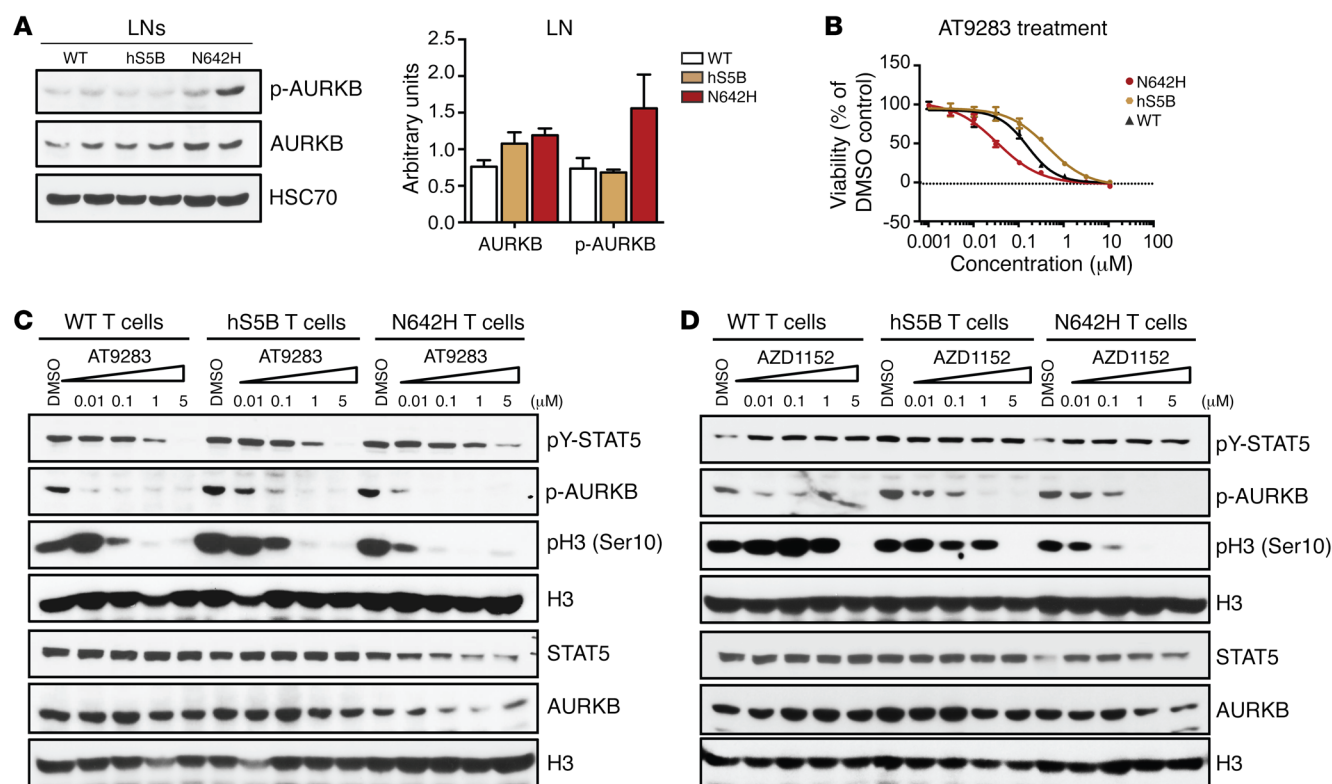 A
LNs
WT hS5B N642H
p-AURKB
AURKB
HSC70
LN
Arbitrary units
2.5
2.0
1.5
1.0
0.5
0.0
AURKB p-AURKB
WT
hS5B
N642H
B
AT9283 treatment
Viability (% of
DMSO control)
150
100
50
0
-50
0.001 0.01 0.1 1 10 100
Concentration (μM)
N642H
hS5B
WT
C
WT T cells hS5B T cells N642H T cells
AT9283 AT9283 AT9283
DMSO 0.01 0.1 1 5 DMSO 0.01 0.1 1 5 DMSO 0.01 0.1 1 5 (μM)
pY-STAT5
p-AURKB
pH3 (Ser10)
H3
STAT5
AURKB
H3
D
WT T cells hS5B T cells N642H T cells
AZD1152 AZD1152 AZD1152
DMSO 0.01 0.1 1 5 DMSO 0.01 0.1 1 5 DMSO 0.01 0.1 1 5 (μM)
pY-STAT5
p-AURKB
pH3 (Ser10)
H3
STAT5
AURKB
H3